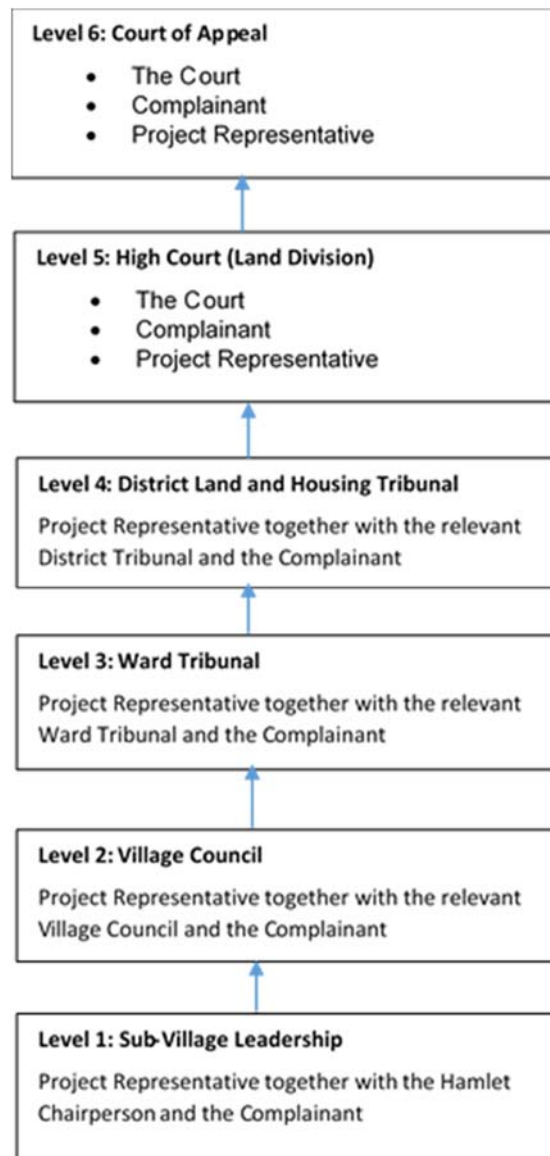 Level 6: Court of Appeal
• The Court
• Complainant
• Project Representative
Level 5: High Court (Land Division)
• The Court
• Complainant
• Project Representative
Level 4: District Land and Housing Tribunal
Project Representative together with the relevant
District Tribunal and the Complainant
Level 3: Ward Tribunal
Project Representative together with the relevant
Ward Tribunal and the Complainant
Level 2: Village Council
Project Representative together with the relevant
Village Council and the Complainant
Level 1: Sub-Village Leadership
Project Representative together with the Hamlet
Chairperson and the Complainant